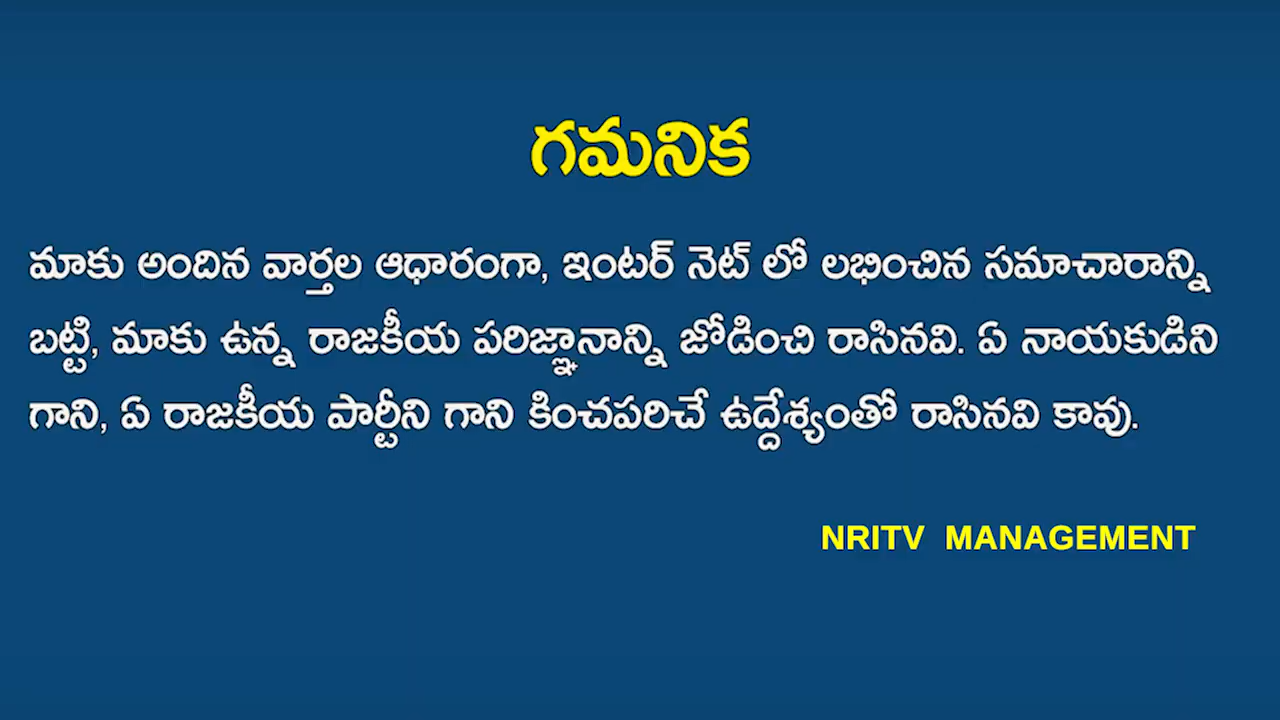 గమనిక
మాకు అందిన వార్తల ఆధారంగా, ఇంటర్ నెట్ లో లభించిన సమాచారాన్ని
బట్టి, మాకు ఉన్న రాజకీయ పరిజ్ఞానాన్ని జోడించి రాసినవి. ఏ నాయకుడిని
గాని, ఏ రాజకీయ పార్టీని గాని కించపరిచే ఉద్దేశ్యంతో రాసినవి కావు.
NRITV MANAGEMENT